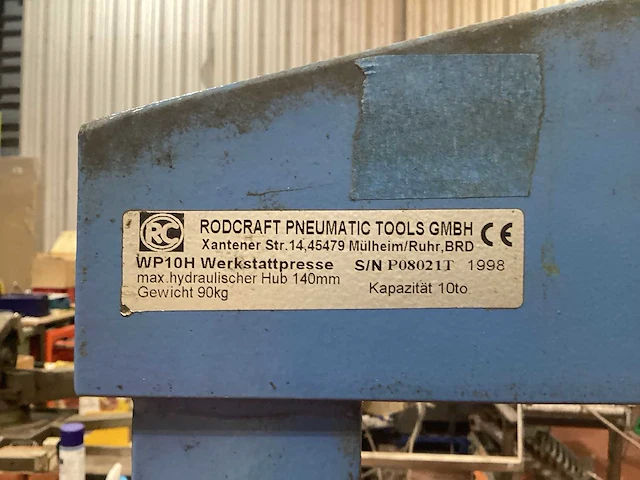 RC RODCRAFT PNEUMATIC TOOLS GMBH CE
Xantener Str.14,45479 Mülheim/Ruhr,BRD
WP10H Werkstattpresse S/N P08021T 1998
max.hydraulischer Hub 140mm
Gewicht 90kg Kapazität 10to